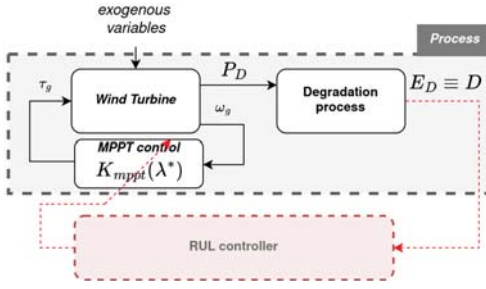 exogenous
variables
Process
τ_g
Wind Turbine
P_D
Degradation
process
E_D ≡ D
ω_g
MPPT control
K_mppt(λ*)
RUL controller